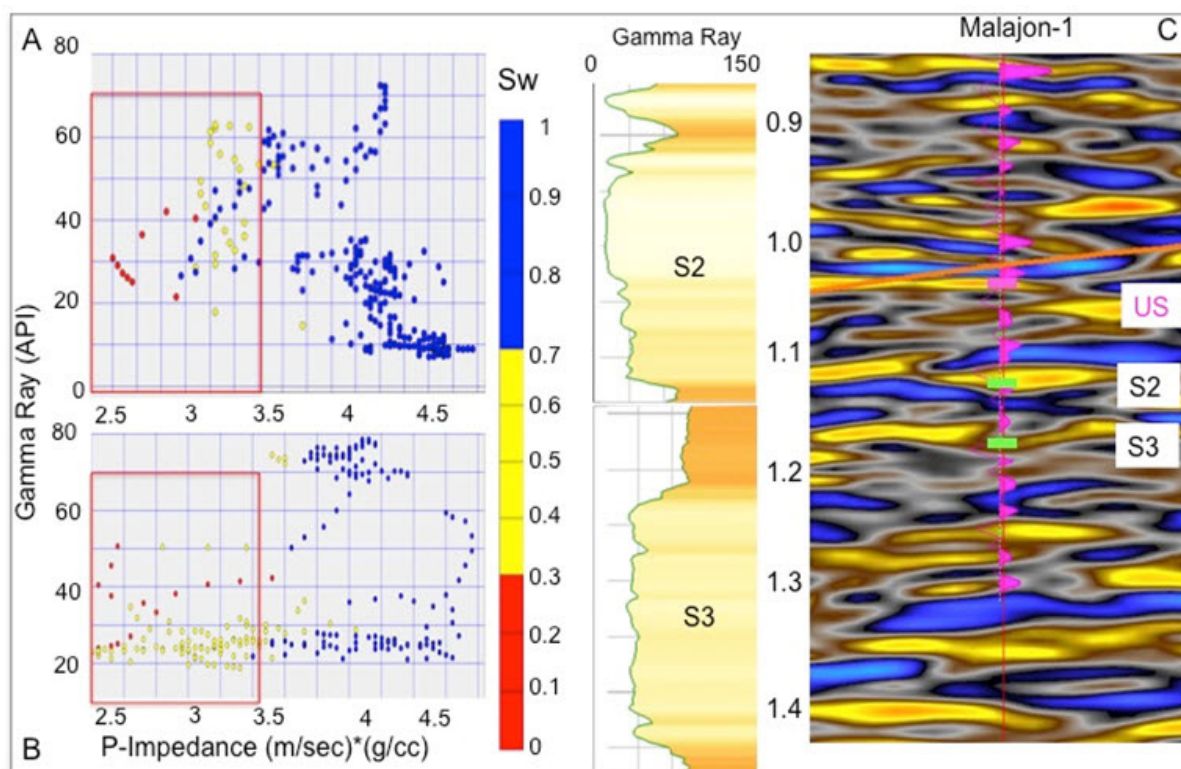 A
80
60
40
20
0
2.5 3 3.5 4 4.5
80
60
40
20
2.5 3 3.5 4 4.5
B
Gamma Ray (API)
P-Impedance (m/sec)*(g/cc)
Sw
1
0.9
0.8
0.7
0.6
0.5
0.4
0.3
0.2
0.1
0
Gamma Ray
0 150
S2
S3
Malajon-1
C
0.9
1.0
1.1
1.2
1.3
1.4
US
S2
S3